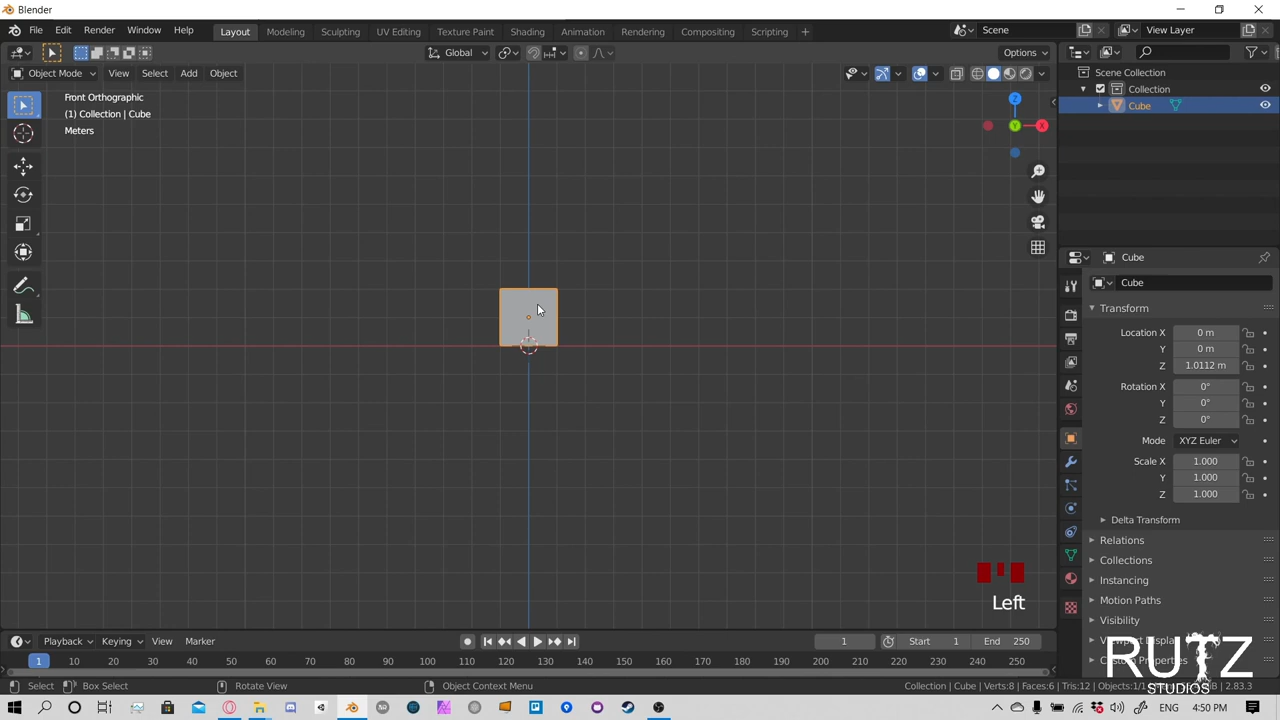 Blender
File Edit Render Window Help Layout Modeling Sculpting UV Editing Texture Paint Shading Animation Rendering Compositing Scripting + Scene View Layer
Global Options
Object Mode View Select Add Object
Scene Collection
Collection
Cube
Front Orthographic
(1) Collection | Cube
Meters
Z
Y
X
Cube
Cube
Transform
Location X 0 m
Y 0 m
Z 1.0112 m
Rotation X 0°
Y 0°
Z 0°
Mode XYZ Euler
Scale X 1.000
Y 1.000
Z 1.000
Delta Transform
Relations
Collections
Instancing
Motion Paths
Visibility
Left
Playback Keying View Marker 1 Start 1 End 250
1 10 20 30 40 50 60 70 80 90 100 110 120 130 140 150 160 170 180 190 200 210 220 230 240 250
RUTZ
STUDIOS
Select Box Select Rotate View Object Context Menu Collection | Cube | Verts:8 | Faces:6 | Tris:12 | Objects:1/1 2.83.3
4:50 PM